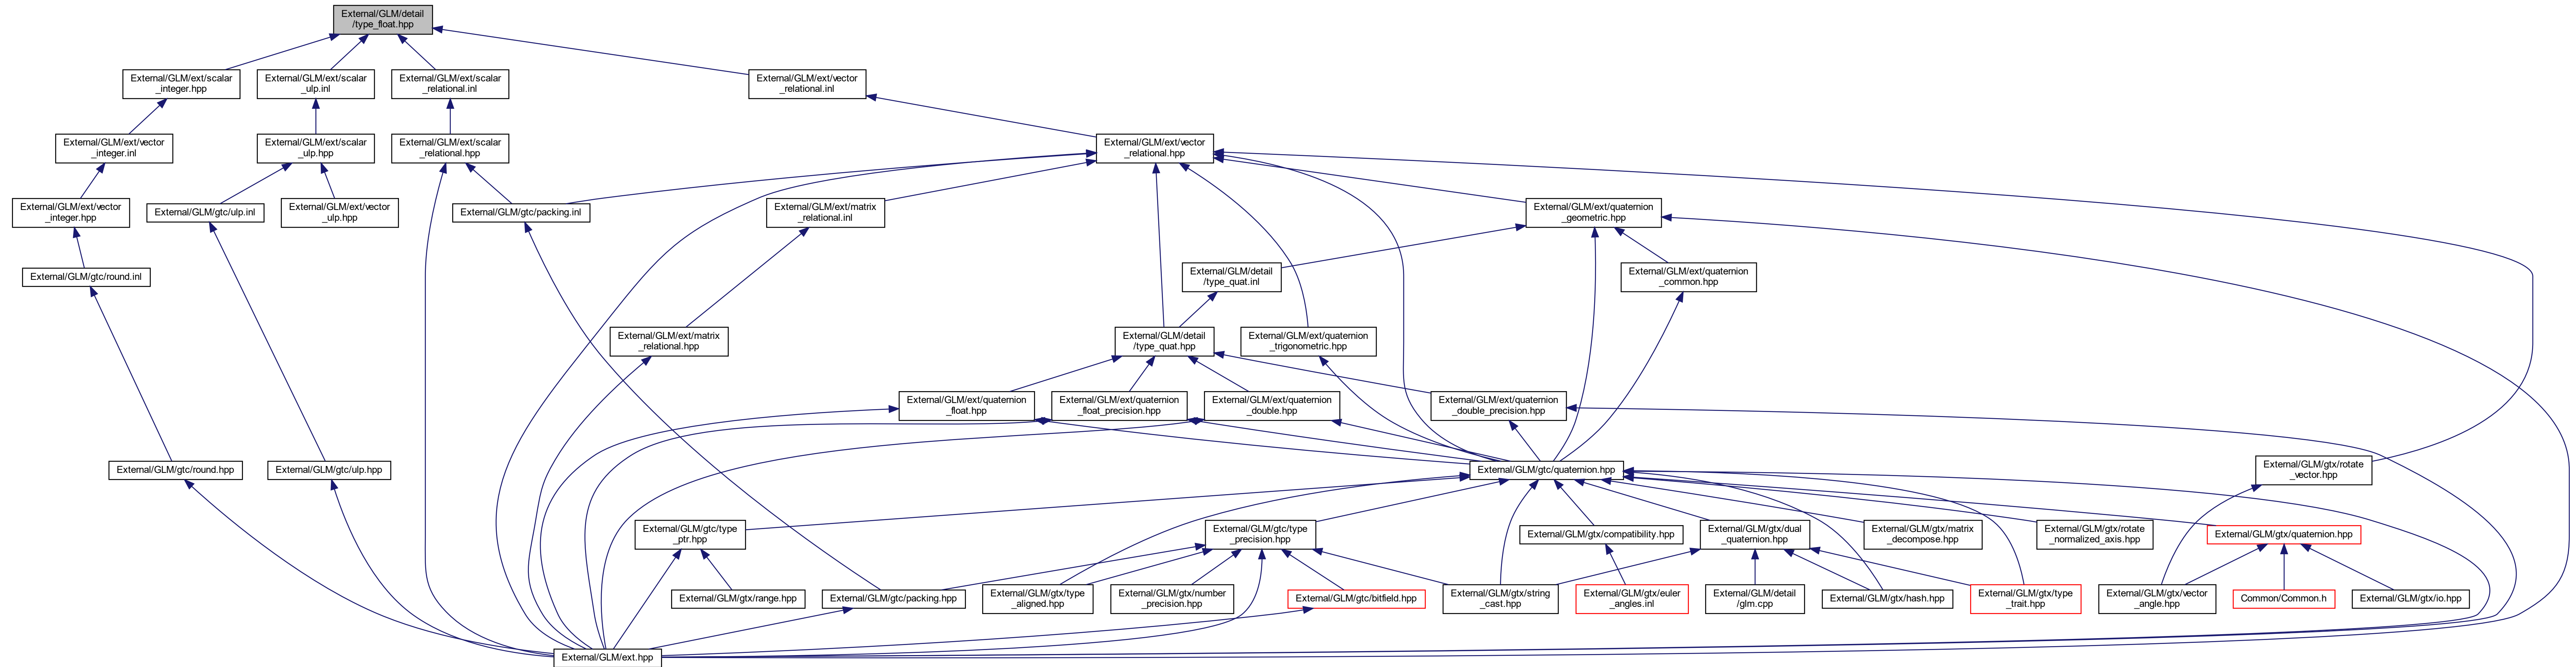 External/GLM/detail
/type_float.hpp
External/GLM/ext/scalar
_integer.hpp
External/GLM/ext/scalar
_ulp.inl
External/GLM/ext/scalar
_relational.inl
External/GLM/ext/vector
_relational.inl
External/GLM/ext/vector
_integer.inl
External/GLM/ext/scalar
_ulp.hpp
External/GLM/ext/scalar
_relational.hpp
External/GLM/ext/vector
_relational.hpp
External/GLM/ext/vector
_integer.hpp
External/GLM/gtc/ulp.inl
External/GLM/ext/vector
_ulp.hpp
External/GLM/gtc/packing.inl
External/GLM/ext/matrix
_relational.inl
External/GLM/ext/quaternion
_geometric.hpp
External/GLM/gtc/round.inl
External/GLM/detail
/type_quat.inl
External/GLM/ext/quaternion
_common.hpp
External/GLM/ext/matrix
_relational.hpp
External/GLM/detail
/type_quat.hpp
External/GLM/ext/quaternion
_trigonometric.hpp
External/GLM/ext/quaternion
_float.hpp
External/GLM/ext/quaternion
_float_precision.hpp
External/GLM/ext/quaternion
_double.hpp
External/GLM/ext/quaternion
_double_precision.hpp
External/GLM/gtc/round.hpp
External/GLM/gtc/ulp.hpp
External/GLM/gtc/quaternion.hpp
External/GLM/gtx/rotate
_vector.hpp
External/GLM/gtc/type
_ptr.hpp
External/GLM/gtc/type
_precision.hpp
External/GLM/gtx/compatibility.hpp
External/GLM/gtx/dual
_quaternion.hpp
External/GLM/gtx/matrix
_decompose.hpp
External/GLM/gtx/rotate
_normalized_axis.hpp
External/GLM/gtx/quaternion.hpp
External/GLM/gtx/range.hpp
External/GLM/gtc/packing.hpp
External/GLM/gtx/type
_aligned.hpp
External/GLM/gtx/number
_precision.hpp
External/GLM/gtc/bitfield.hpp
External/GLM/gtx/string
_cast.hpp
External/GLM/gtx/euler
_angles.inl
External/GLM/detail
/glm.cpp
External/GLM/gtx/hash.hpp
External/GLM/gtx/type
_trait.hpp
External/GLM/gtx/vector
_angle.hpp
Common/Common.h
External/GLM/gtx/io.hpp
External/GLM/ext.hpp